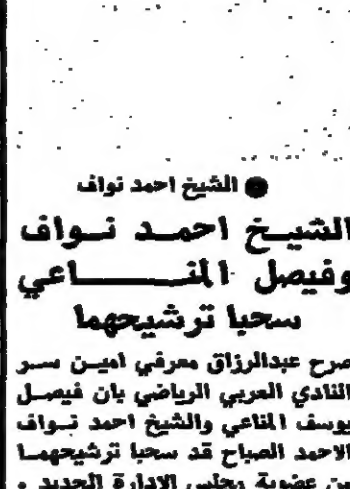 الشيخ احمد نواف
الشيخ احمد نواف
وفيصل المناعي
سحبا ترشيحهما
صرح عبدالرزاق معرفي امين سر
النادي العربي الرياضي بان فيصل
يوسف المناعي والشيخ احمد نواف
الاحمد الصباح قد سحبا ترشيحهما
من عضوية مجلس الادارة الجديد .